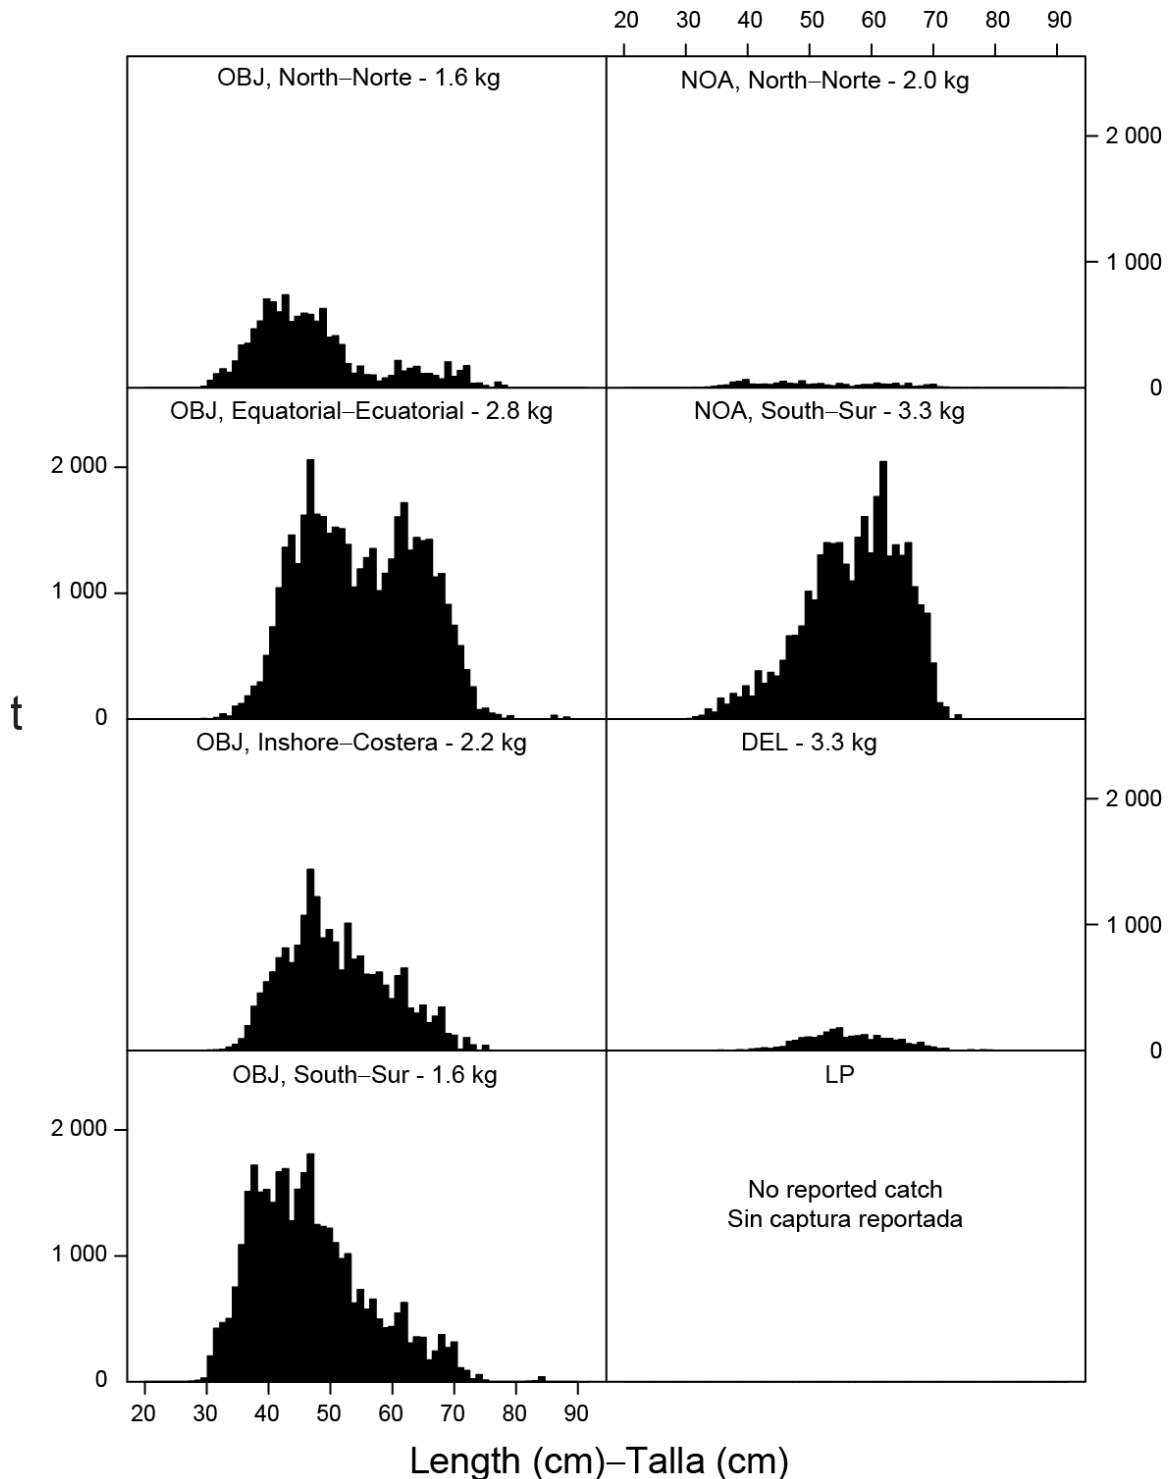 20 30 40 50 60 70 80 90
OBJ, North–Norte - 1.6 kg
NOA, North–Norte - 2.0 kg
2 000
1 000
0
OBJ, Equatorial–Ecuatorial - 2.8 kg
NOA, South–Sur - 3.3 kg
2 000
1 000
0
t
OBJ, Inshore–Costera - 2.2 kg
DEL - 3.3 kg
2 000
1 000
0
OBJ, South–Sur - 1.6 kg
LP
2 000
No reported catch
Sin captura reportada
1 000
0
20 30 40 50 60 70 80 90
Length (cm)–Talla (cm)